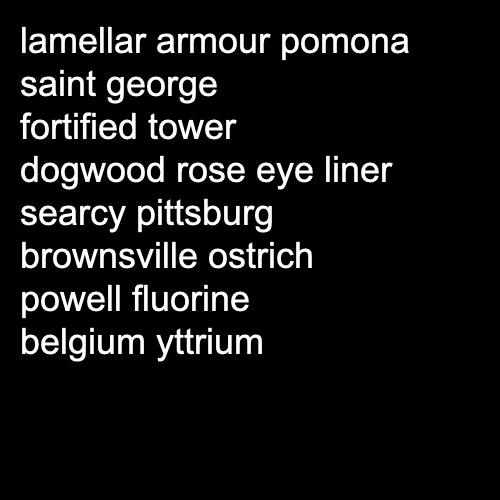 lamellar armour pomona
saint george
fortified tower
dogwood rose eye liner
searcy pittsburg
brownsville ostrich
powell fluorine
belgium yttrium